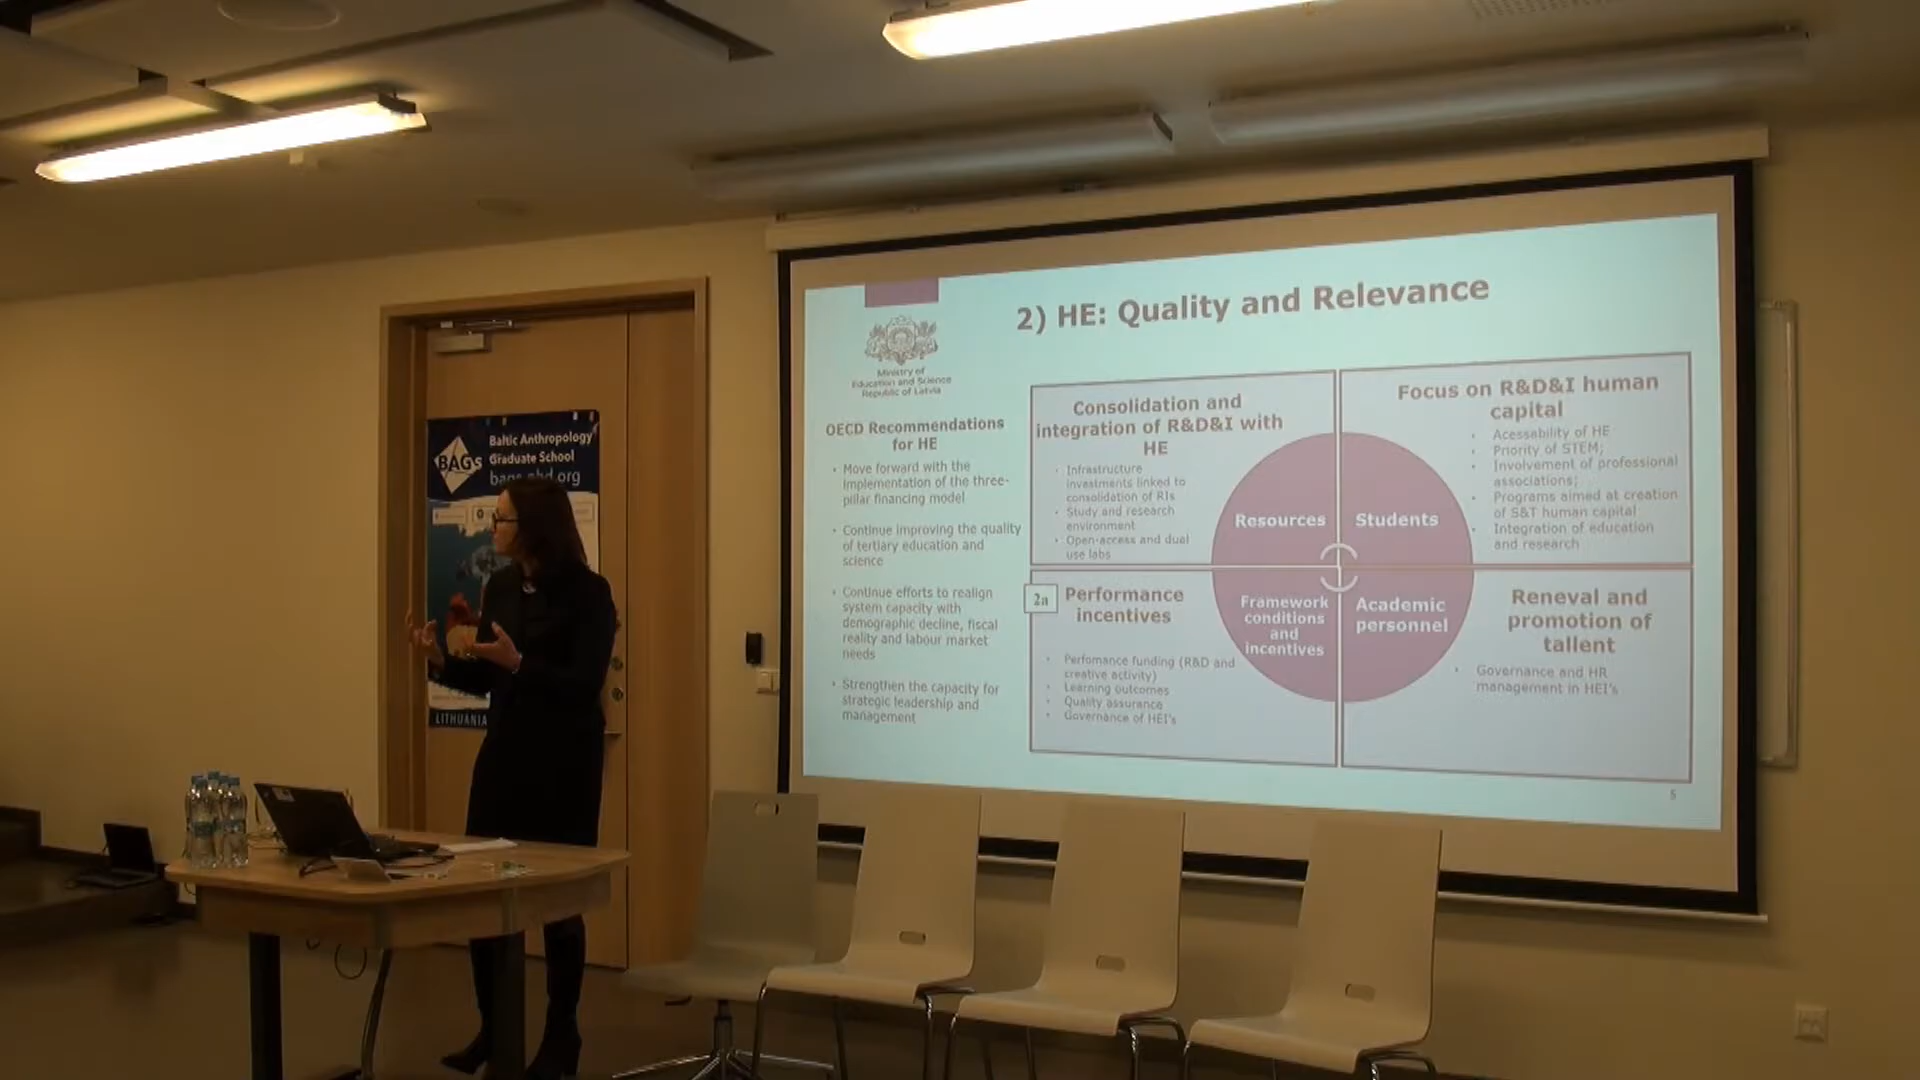 2) HE: Quality and Relevance
Ministry of
Education and Science
Republic of Latvia
OECD Recommendations
for HE
• Move forward with the
implementation of the three-
pillar financing model
• Continue improving the quality
of tertiary education and
science
• Continue efforts to realign
system capacity with
demographic decline, fiscal
reality and labour market
needs
• Strengthen the capacity for
strategic leadership and
management
Consolidation and
integration of R&D&I with
HE
• Infrastructure
investments linked to
consolidation of RIs
• Study and research
environment
• Open-access and dual
use labs
Focus on R&D&I human
capital
• Acessability of HE
• Priority of STEM;
• Involvement of professional
associations;
• Programs aimed at creation
of S&T human capital
• Integration of education
and research
Resources
Students
Framework
conditions
and
incentives
Academic
personnel
2a
Performance
incentives
• Perfomance funding (R&D and
creative activity)
• Learning outcomes
• Quality assurance
• Governance of HEI's
Reneval and
promotion of
tallent
• Governance and HR
management in HEI's
5
BAGs
Baltic Anthropology
Graduate School
LITHUANIA